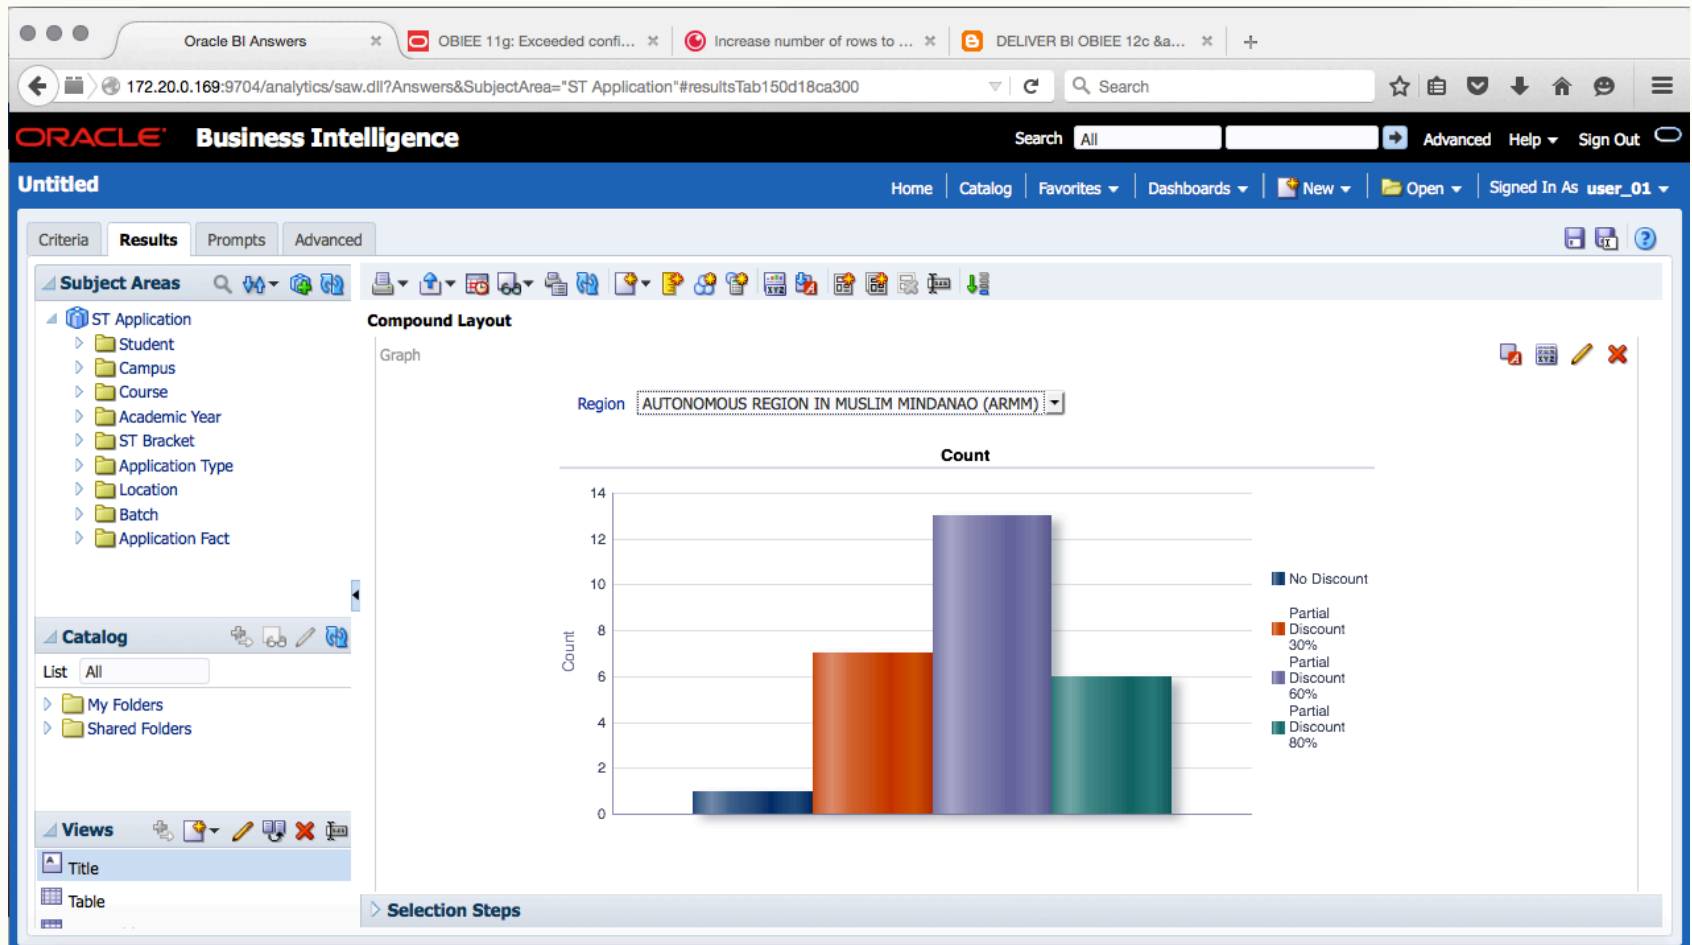 Oracle BI Answers
OBIEE 11g: Exceeded confi...
Increase number of rows to ...
DELIVER BI OBIEE 12c &a...
172.20.0.169:9704/analytics/saw.dll?Answers&SubjectArea="ST Application"#resultsTab150d18ca300
Search
ORACLE Business Intelligence
Search All
Advanced Help Sign Out
Untitled
Home Catalog Favorites Dashboards New Open Signed In As user_01
Criteria Results Prompts Advanced
Subject Areas
ST Application
Student
Campus
Course
Academic Year
ST Bracket
Application Type
Location
Batch
Application Fact
Catalog
List All
My Folders
Shared Folders
Views
Title
Table
Compound Layout
Graph
Region AUTONOMOUS REGION IN MUSLIM MINDANAO (ARMM)
Count
14
12
10
8
6
4
2
0
Count
No Discount
Partial
Discount
30%
Partial
Discount
60%
Partial
Discount
80%
Selection Steps